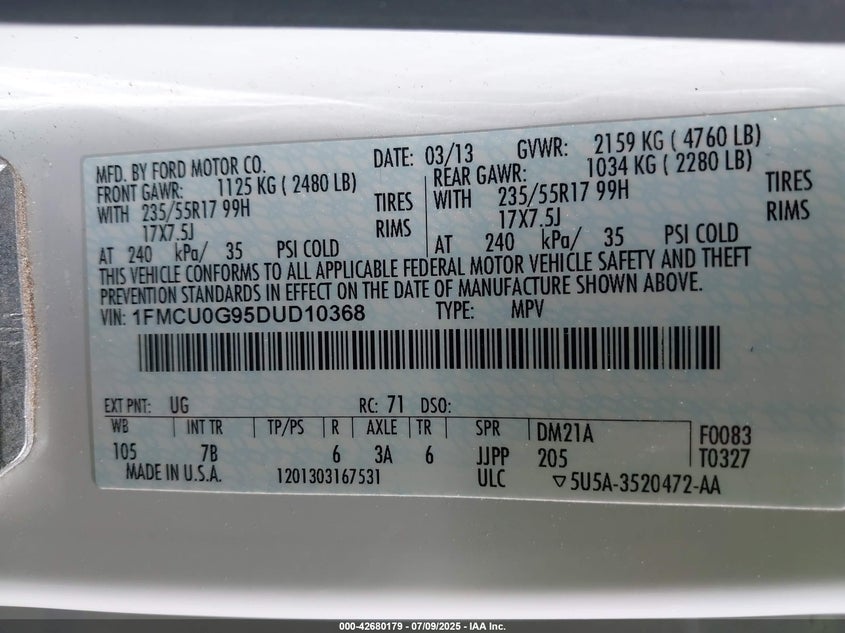 MFD. BY FORD MOTOR CO. DATE: 03/13 GVWR: 2159 KG ( 4760 LB)
FRONT GAWR: 1125 KG ( 2480 LB) REAR GAWR: 1034 KG ( 2280 LB)
WITH 235/55R17 99H TIRES WITH 235/55R17 99H TIRES
17X7.5J RIMS 17X7.5J RIMS
AT 240 kPa/ 35 PSI COLD AT 240 kPa/ 35 PSI COLD
THIS VEHICLE CONFORMS TO ALL APPLICABLE FEDERAL MOTOR VEHICLE SAFETY AND THEFT
PREVENTION STANDARDS IN EFFECT ON THE DATE OF MANUFACTURE SHOWN ABOVE.
VIN: 1FMCU0G95DUD10368 TYPE: MPV
EXT PNT: UG RC: 71 DSO:
WB INT TR TP/PS R AXLE TR SPR DM21A F0083
105 7B 6 3A 6 JJPP 205 T0327
MADE IN U.S.A. 1201303167531 ULC ▽5U5A-3520472-AA
000-42680179 / 07/09/2025 - IAA Inc.